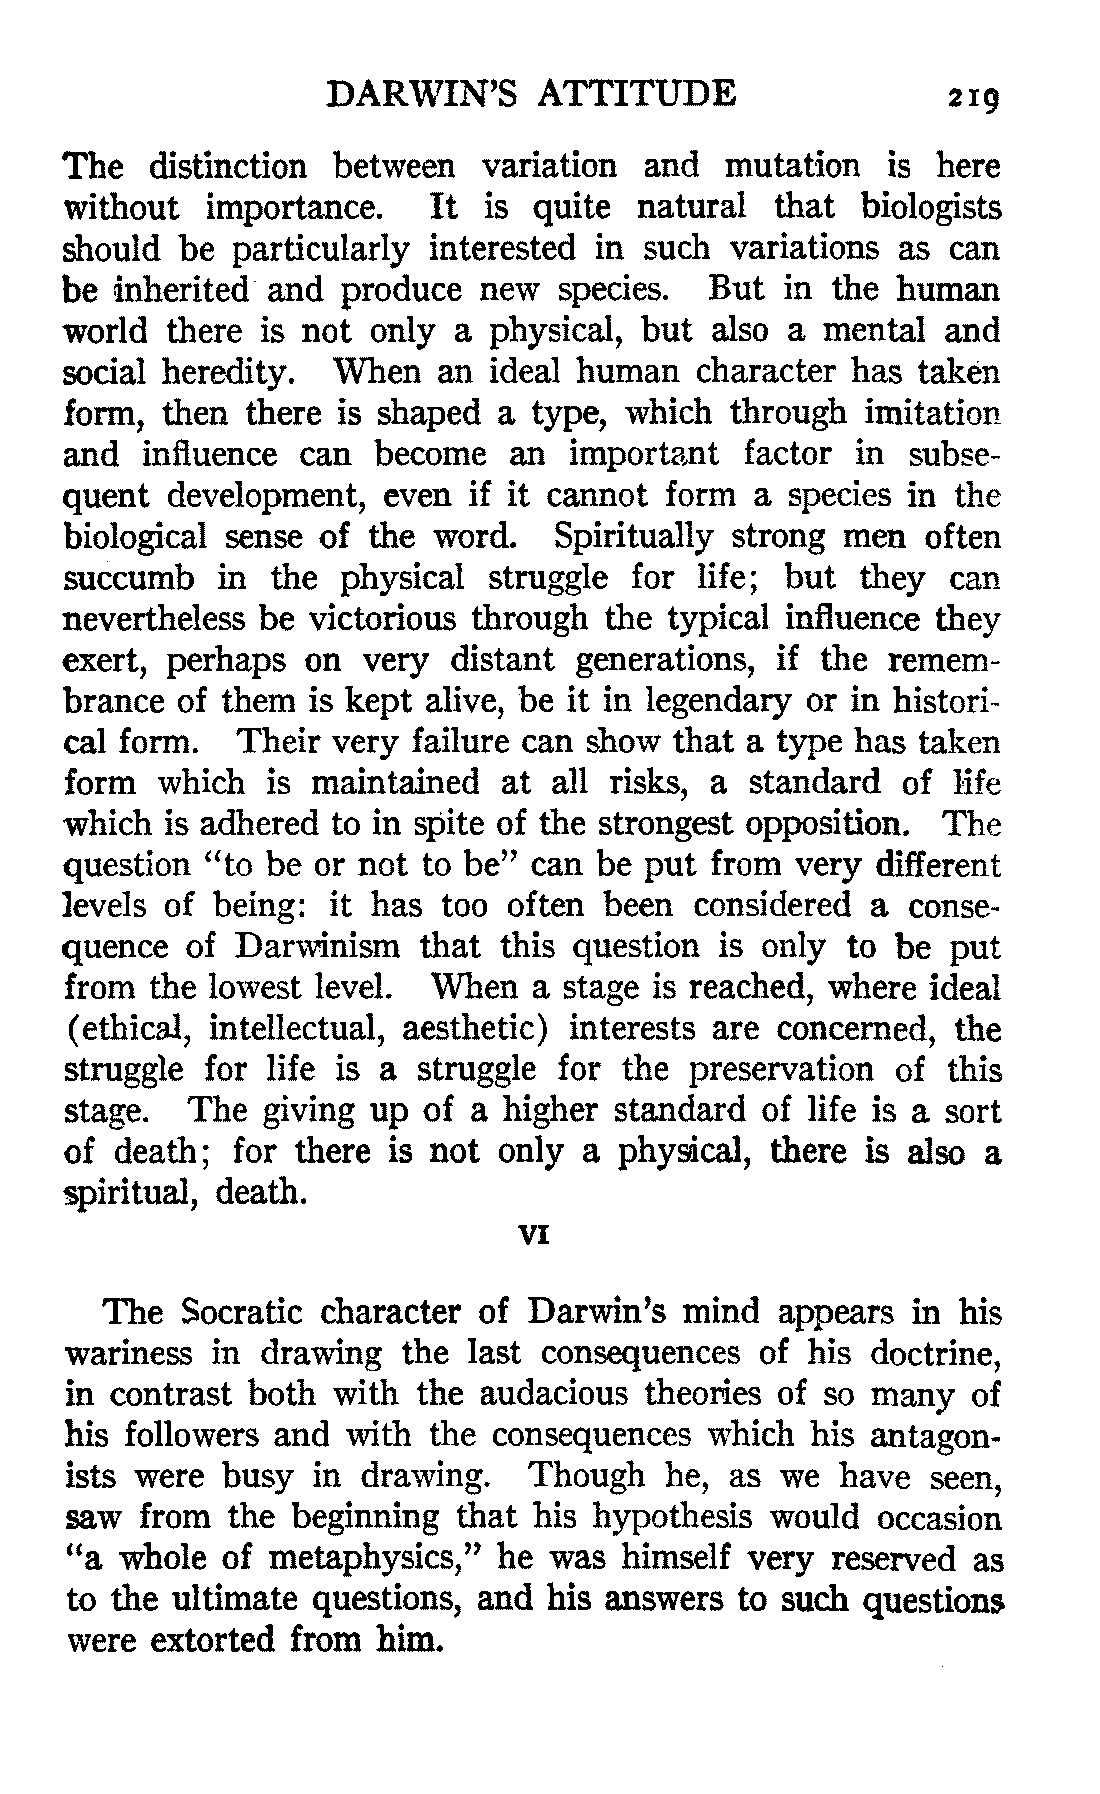 DARWIN'S ATTITUDE 219
The distinction between variation and mutation is here
without importance. It is quite natural that biologists
should be particularly interested in such variations as can
be inherited and produce new species. But in the human
world there is not only a physical, but also a mental and
social heredity. When an ideal human character has taken
form, then there is shaped a type, which through imitation
and influence can become an important factor in subse-
quent development, even if it cannot form a species in the
biological sense of the word. Spiritually strong men often
succumb in the physical struggle for life; but they can
nevertheless be victorious through the typical influence they
exert, perhaps on very distant generations, if the remem-
brance of them is kept alive, be it in legendary or in histori-
cal form. Their very failure can show that a type has taken
form which is maintained at all risks, a standard of life
which is adhered to in spite of the strongest opposition. The
question "to be or not to be" can be put from very different
levels of being: it has too often been considered a conse-
quence of Darwinism that this question is only to be put
from the lowest level. When a stage is reached, where ideal
(ethical, intellectual, aesthetic) interests are concerned, the
struggle for life is a struggle for the preservation of this
stage. The giving up of a higher standard of life is a sort
of death; for there is not only a physical, there is also a
spiritual, death.
VI
The Socratic character of Darwin's mind appears in his
wariness in drawing the last consequences of his doctrine,
in contrast both with the audacious theories of so many of
his followers and with the consequences which his antagon-
ists were busy in drawing. Though he, as we have seen,
saw from the beginning that his hypothesis would occasion
"a whole of metaphysics," he was himself very reserved as
to the ultimate questions, and his answers to such questions
were extorted from him.